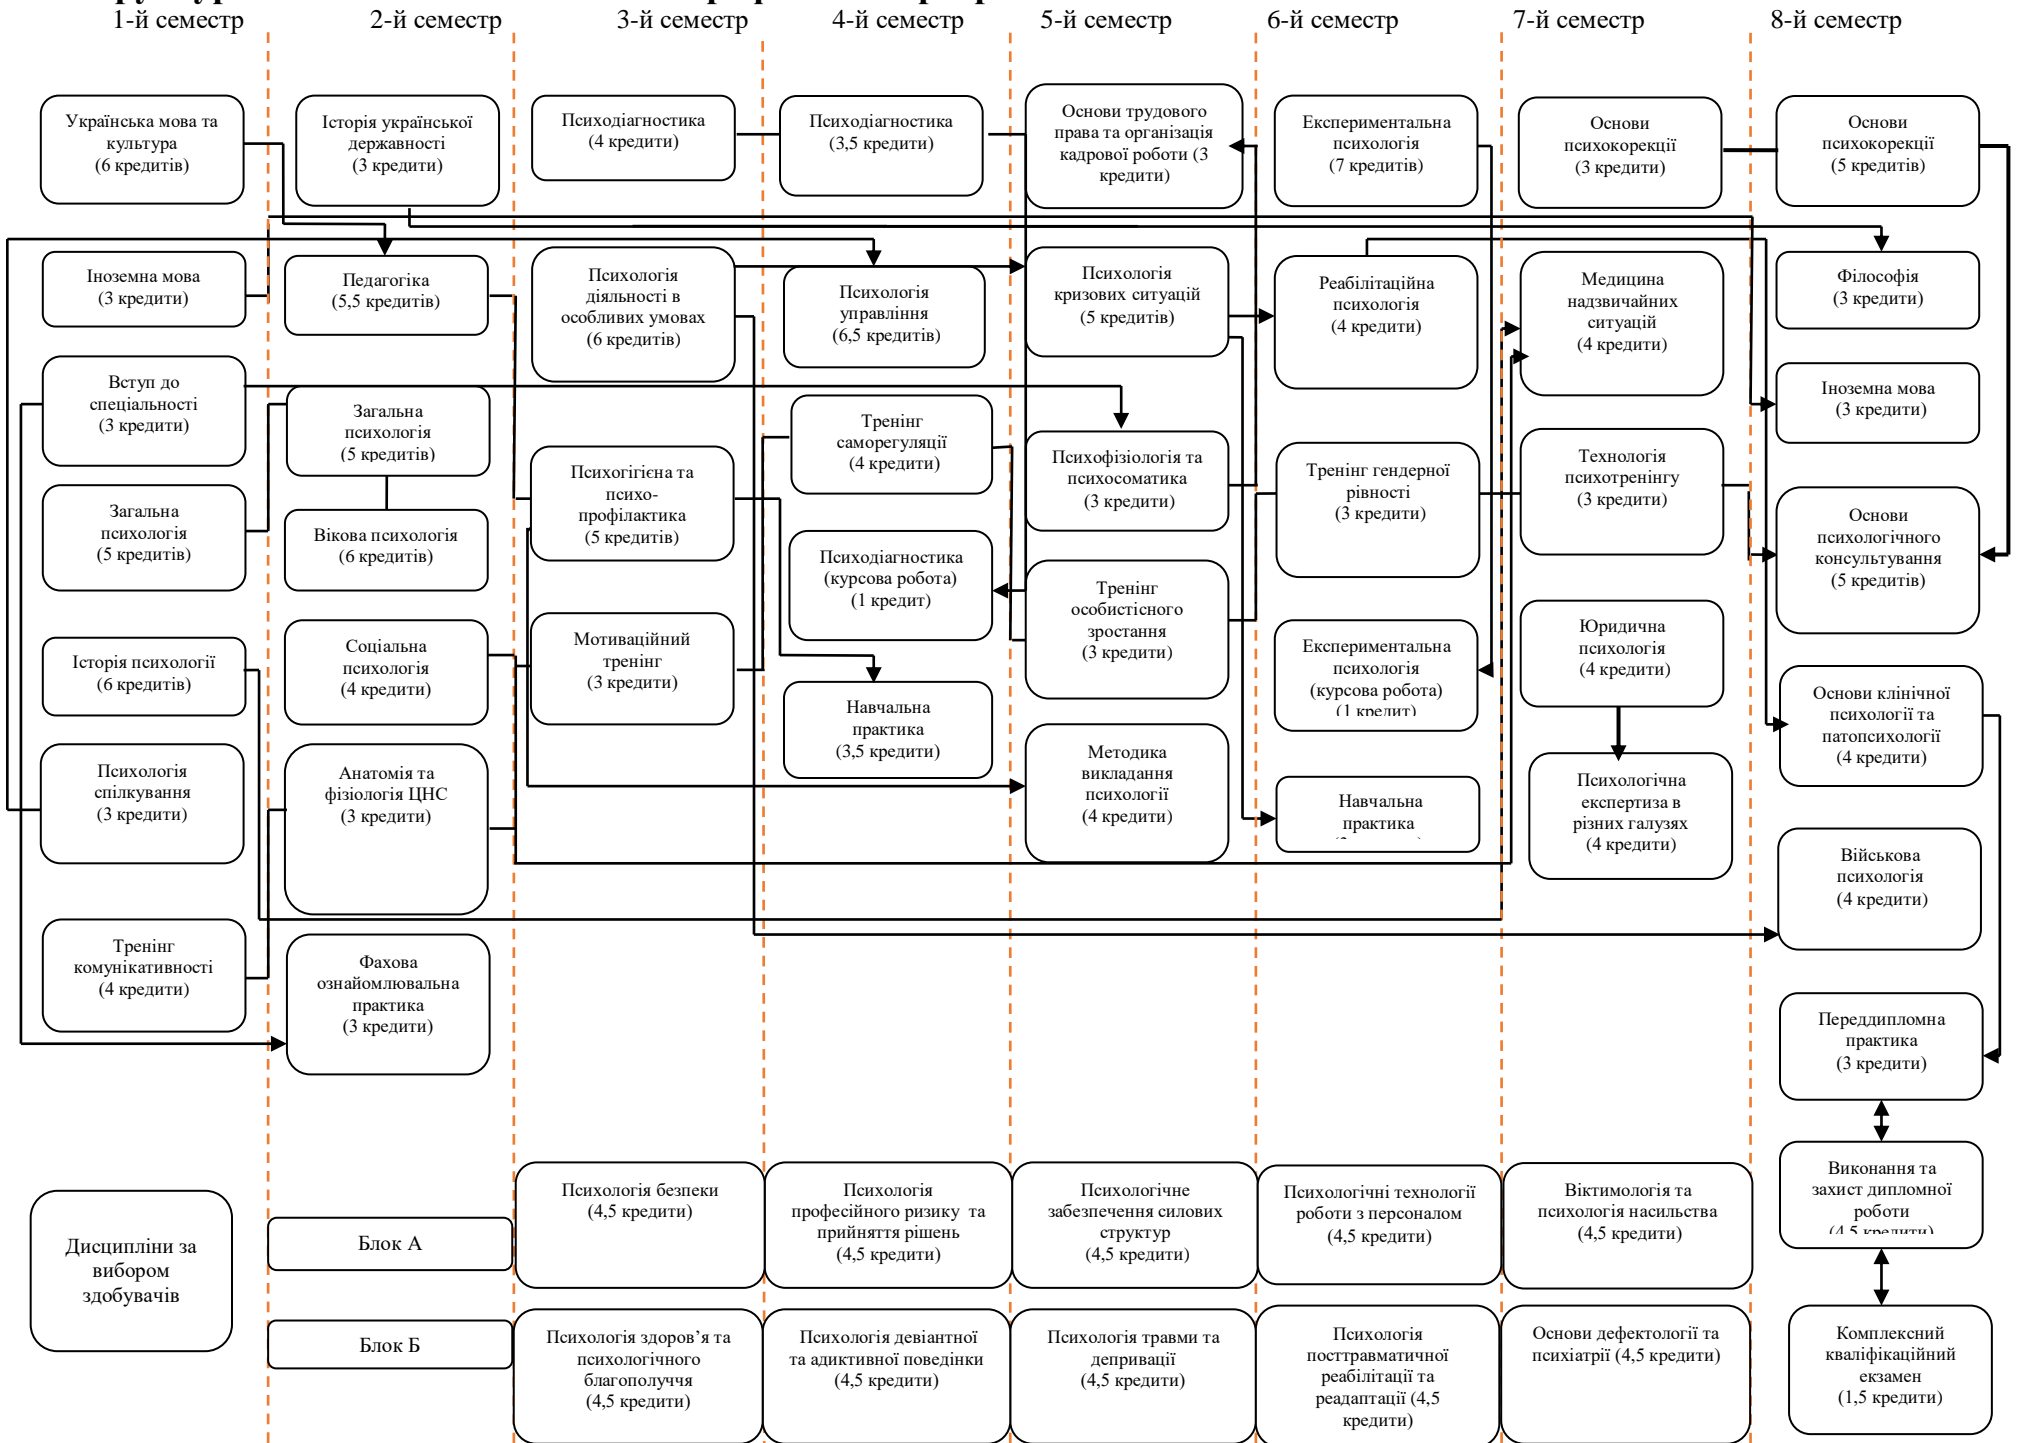 1-й семестр
2-й семестр
3-й семестр
4-й семестр
5-й семестр
6-й семестр
7-й семестр
8-й семестр
Українська мова та
культура
(6 кредитів)
Історія української
державності
(3 кредити)
Психодіагностика
(4 кредити)
Психодіагностика
(3,5 кредити)
Основи трудового
права та організація
кадрової роботи (3
кредити)
Експериментальна
психологія
(7 кредитів)
Основи
психокорекції
(3 кредити)
Основи
психокорекції
(5 кредитів)
Іноземна мова
(3 кредити)
Педагогіка
(5,5 кредитів)
Психологія
діяльності в
особливих умовах
(6 кредитів)
Психологія
управління
(6,5 кредитів)
Психологія
кризових ситуацій
(5 кредитів)
Реабілітаційна
психологія
(4 кредити)
Медицина
надзвичайних
ситуацій
(4 кредити)
Філософія
(3 кредити)
Вступ до
спеціальності
(3 кредити)
Загальна
психологія
(5 кредитів)
Тренінг
саморегуляції
(4 кредити)
Іноземна мова
(3 кредити)
Загальна
психологія
(5 кредитів)
Вікова психологія
(6 кредитів)
Психогігієна та
психо-
профілактика
(5 кредитів)
Психодіагностика
(курсова робота)
(1 кредит)
Психофізіологія та
психосоматика
(3 кредити)
Тренінг гендерної
рівності
(3 кредити)
Технологія
психотренінгу
(3 кредити)
Основи
психологічного
консультування
(5 кредитів)
Історія психології
(6 кредитів)
Соціальна
психологія
(4 кредити)
Мотиваційний
тренінг
(3 кредити)
Навчальна
практика
(3,5 кредити)
Тренінг
особистісного
зростання
(3 кредити)
Експериментальна
психологія
(курсова робота)
(1 кредит)
Юридична
психологія
(4 кредити)
Основи клінічної
психології та
патопсихології
(4 кредити)
Психологія
спілкування
(3 кредити)
Анатомія та
фізіологія ЦНС
(3 кредити)
Методика
викладання
психології
(4 кредити)
Навчальна
практика
Психологічна
експертиза в
різних галузях
(4 кредити)
Військова
психологія
(4 кредити)
Тренінг
комунікативності
(4 кредити)
Фахова
ознайомлювальна
практика
(3 кредити)
Переддипломна
практика
(3 кредити)
Дисципліни за
вибором
здобувачів
Блок А
Психологія безпеки
(4,5 кредити)
Психологія
професійного ризику та
прийняття рішень
(4,5 кредити)
Психологічне
забезпечення силових
структур
(4,5 кредити)
Психологічні технології
роботи з персоналом
(4,5 кредити)
Віктимологія та
психологія насильства
(4,5 кредити)
Виконання та
захист дипломної
роботи
(4,5 кредити)
Блок Б
Психологія здоров’я та
психологічного
благополуччя
(4,5 кредити)
Психологія девіантної
та адиктивної поведінки
(4,5 кредити)
Психологія травми та
депривації
(4,5 кредити)
Психологія
посттравматичної
реабілітації та
реадаптації (4,5
кредити)
Основи дефектології та
психіатрії (4,5 кредити)
Комплексний
кваліфікаційний
екзамен
(1,5 кредити)